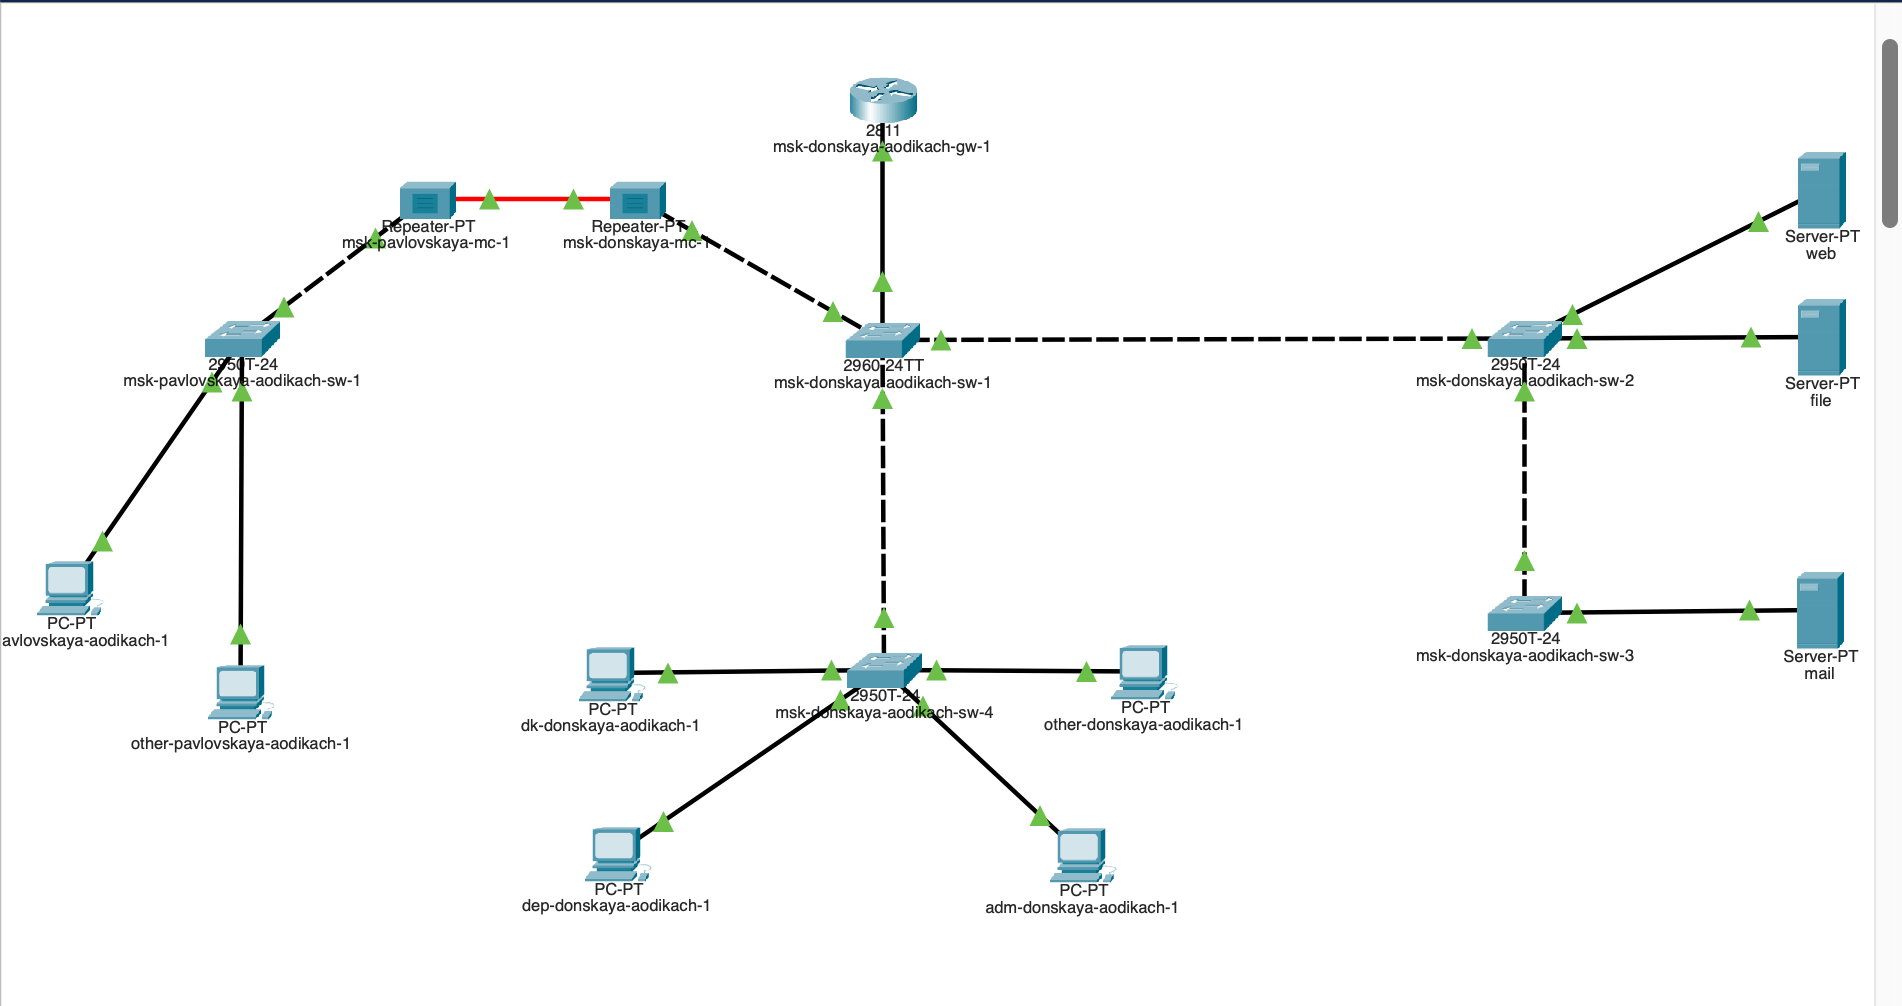 2811
msk-donskaya-aodikach-gw-1
Repeater-PT
msk-pavlovskaya-mc-1
Repeater-PT
msk-donskaya-mc-1
Server-PT
web
2950T-24
msk-pavlovskaya-aodikach-sw-1
2960-24TT
msk-donskaya-aodikach-sw-1
2950T-24
msk-donskaya-aodikach-sw-2
Server-PT
file
PC-PT
avlovskaya-aodikach-1
PC-PT
other-pavlovskaya-aodikach-1
PC-PT
dk-donskaya-aodikach-1
2950T-24
msk-donskaya-aodikach-sw-4
PC-PT
other-donskaya-aodikach-1
2950T-24
msk-donskaya-aodikach-sw-3
Server-PT
mail
PC-PT
dep-donskaya-aodikach-1
PC-PT
adm-donskaya-aodikach-1